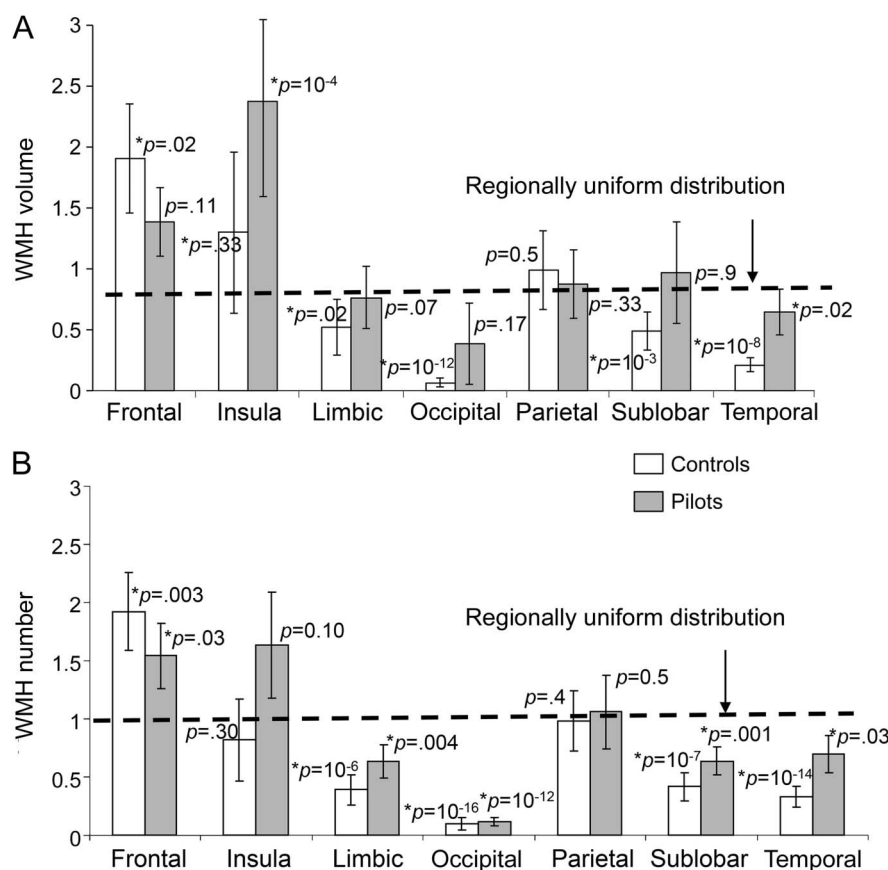 A
WMH volume
3
2.5
2
1.5
1
0.5
0
*p=.02
p=.11
*p=.33
*p=10-4
*p=.02
p=.07
*p=10-12
p=.17
p=0.5
p=.33
*p=10-3
p=.9
*p=10-8
*p=.02
Regionally uniform distribution
Frontal Insula Limbic Occipital Parietal Sublobar Temporal
B
Controls
Pilots
WMH number
3
2.5
2
1.5
1
0.5
0
*p=.003
*p=.03
p=.30
p=0.10
*p=10-6
*p=.004
*p=10-16
*p=10-12
p=.4
p=0.5
*p=10-7
*p=.001
*p=10-14
*p=.03
Regionally uniform distribution
Frontal Insula Limbic Occipital Parietal Sublobar Temporal